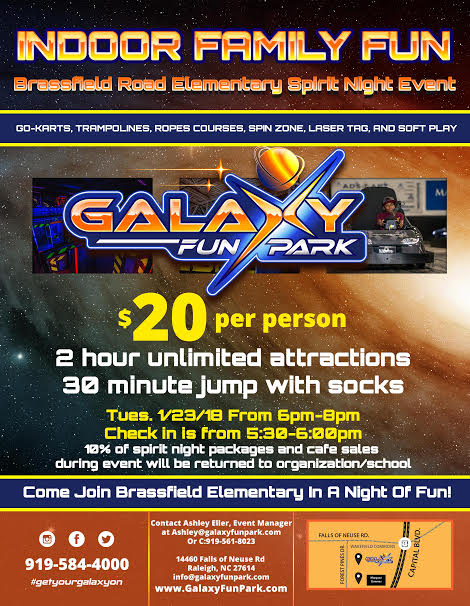 INDOOR FAMILY FUN
Brassfield Road Elementary Spirit Night Event
GO-KARTS, TRAMPOLINES, ROPES COURSES, SPIN ZONE, LASER TAG, AND SOFT PLAY
GALAXY
FUN PARK
$20 per person
2 hour unlimited attractions
30 minute jump with socks
Tues. 1/23/18 From 6pm-8pm
Check in is from 5:30-6:00pm
10% of spirit night packages and cafe sales
during event will be returned to organization/school
Come Join Brassfield Elementary In A Night Of Fun!
919-584-4000
#getyourgalaxyon
Contact Ashley Eller, Event Manager
at Ashley@galaxyfunpark.com
Or C:919-561-8023
14460 Falls of Neuse Rd
Raleigh, NC 27614
info@galaxyfunpark.com
www.GalaxyFunPark.com
FALLS OF NEUSE RD.
WAKEFIELD COMMONS
FOREST PINES DR.
CAPITAL BLVD.